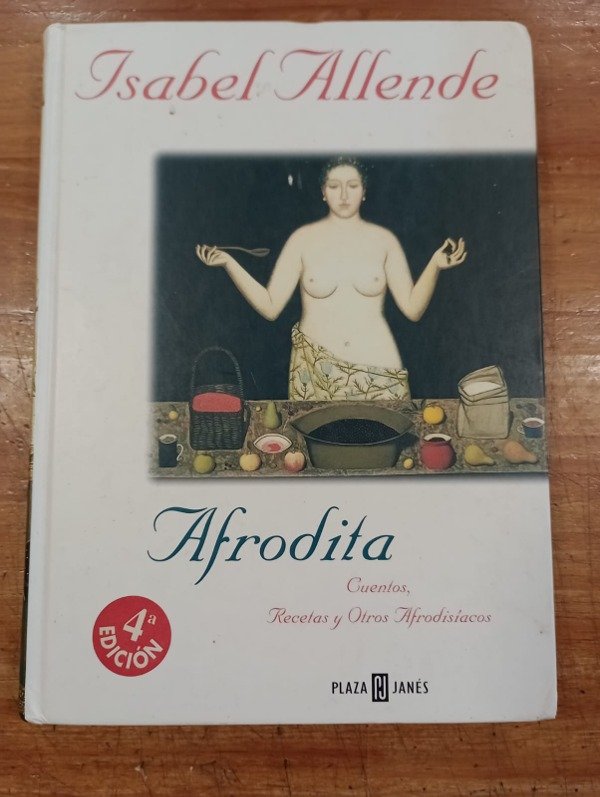 Isabel Allende
Afrodita
Cuentos,
Recetas y Otros Afrodisíacos
4ª
EDICIÓN
PLAZA JANÉS